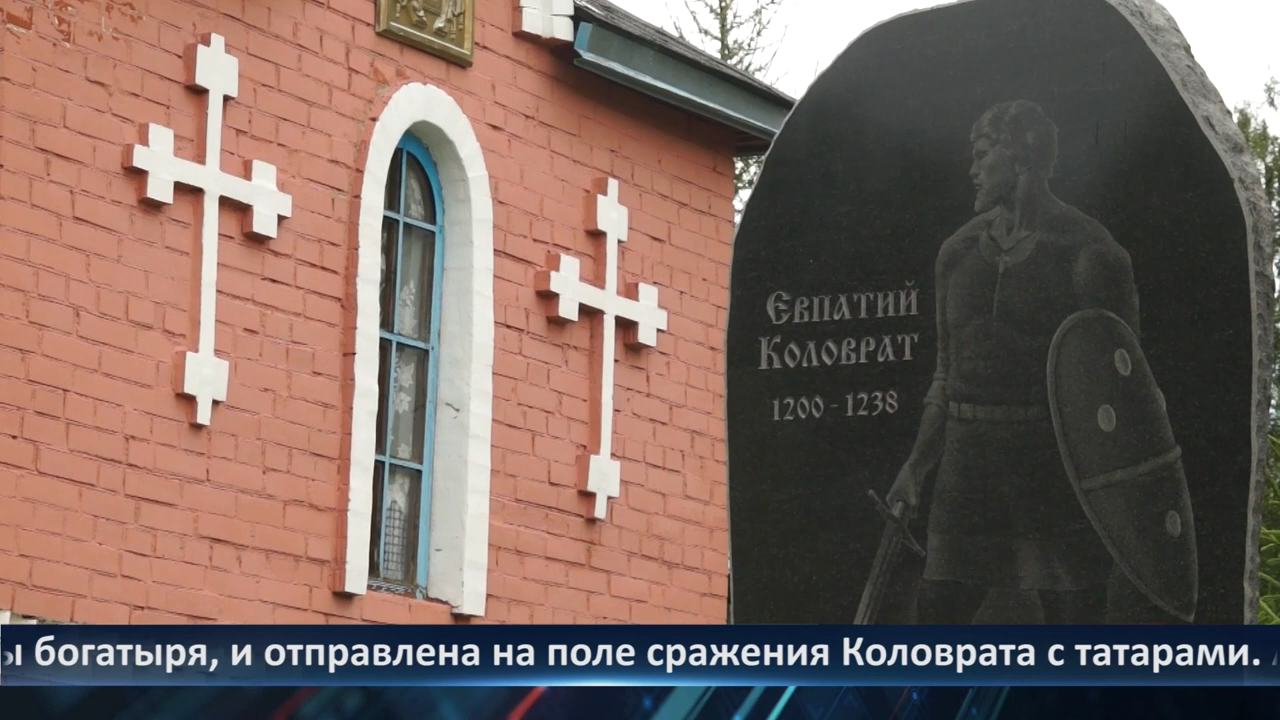 Евпатий
Коловрат
1200 - 1238
богатыря, и отправлена на поле сражения Коловрата с татарами.